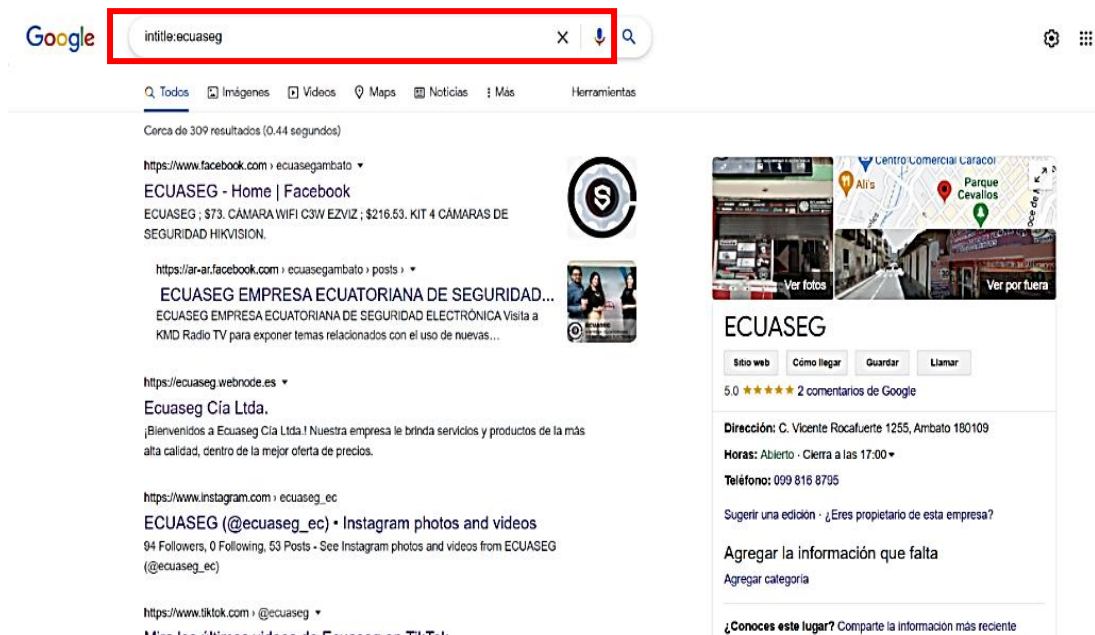 Google
intitle:ecuaseg
Todos Imágenes Videos Maps Noticias Más Herramientas
Cerca de 309 resultados (0.44 segundos)
https://www.facebook.com › ecuasegambato
ECUASEG - Home | Facebook
ECUASEG ; $73. CÁMARA WIFI C3W EZVIZ ; $216.53. KIT 4 CÁMARAS DE
SEGURIDAD HIKVISION.
https://ar-ar.facebook.com › ecuasegambato › posts ›
ECUASEG EMPRESA ECUATORIANA DE SEGURIDAD...
ECUASEG EMPRESA ECUATORIANA DE SEGURIDAD ELECTRÓNICA Visita a
KMD Radio TV para exponer temas relacionados con el uso de nuevas...
https://ecuaseg.webnode.es
Ecuaseg Cía Ltda.
¡Bienvenidos a Ecuaseg Cía Ltda.! Nuestra empresa le brinda servicios y productos de la más
alta calidad, dentro de la mejor oferta de precios.
https://www.instagram.com › ecuaseg_ec
ECUASEG (@ecuaseg_ec) • Instagram photos and videos
94 Followers, 0 Following, 53 Posts - See Instagram photos and videos from ECUASEG
(@ecuaseg_ec)
https://www.tiktok.com › @ecuaseg
Centro Comercial Caracol
Ali's
Parque
Cevallos
Ver fotos
Ver por fuera
ECUASEG
Sitio web Cómo llegar Guardar Llamar
5.0 ★★★★★ 2 comentarios de Google
Dirección: C. Vicente Rocafuerte 1255, Ambato 180109
Horas: Abierto · Cierra a las 17:00
Teléfono: 099 816 8795
Sugerir una edición · ¿Eres propietario de esta empresa?
Agregar la información que falta
Agregar categoría
¿Conoces este lugar? Comparte la información más reciente